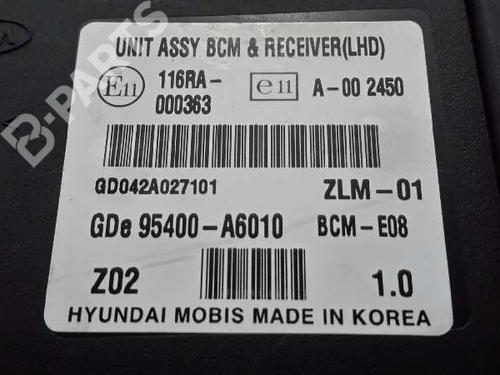 UNIT ASSY BCM & RECEIVER(LHD)
E11 116RA-000363 e11 A-00 2450
GD042A027101 ZLM-01
GDe 95400-A6010 BCM-E08
Z02 1.0
HYUNDAI MOBIS MADE IN KOREA
B-PARTS